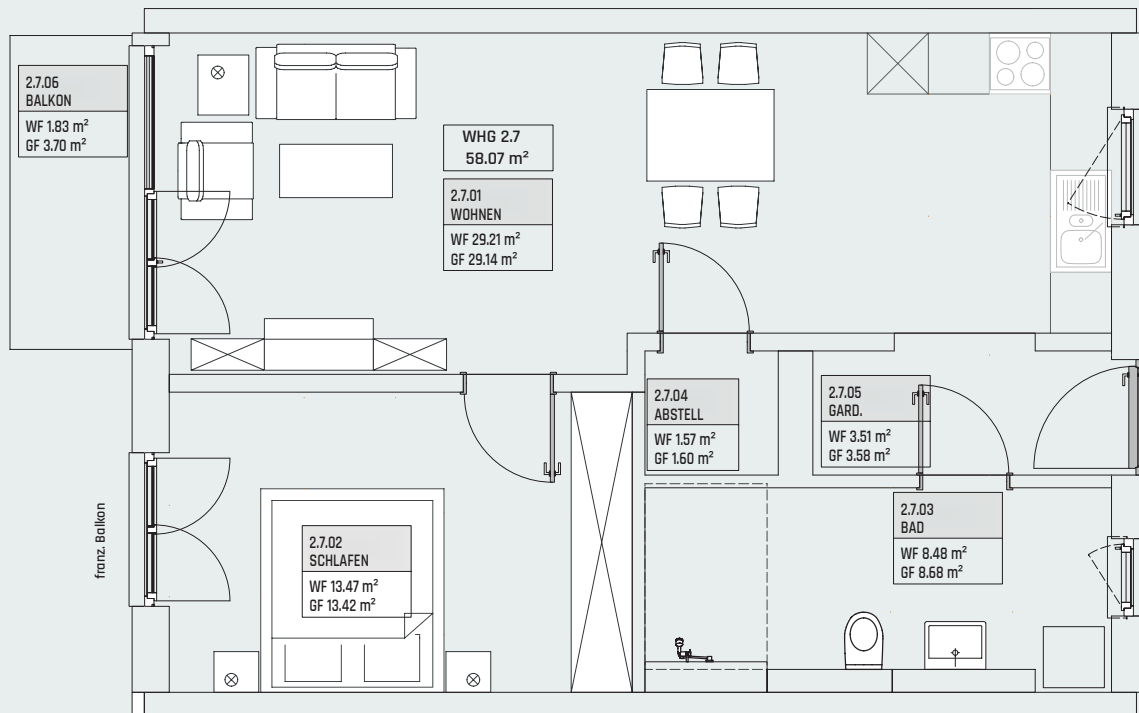 2.7.06
BALKON
WF 1.83 m²
GF 3.70 m²
WHG 2.7
58.07 m²
2.7.01
WOHNEN
WF 29.21 m²
GF 29.14 m²
2.7.04
ABSTELL
WF 1.57 m²
GF 1.60 m²
2.7.05
GARD.
WF 3.51 m²
GF 3.58 m²
franz. Balkon
2.7.02
SCHLAFEN
WF 13.47 m²
GF 13.42 m²
2.7.03
BAD
WF 8.48 m²
GF 8.68 m²